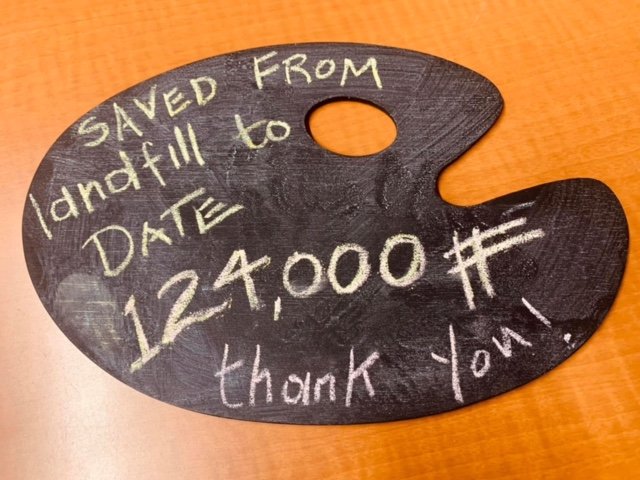 SAVED FROM
landfill to
DATE
124,000 #
thank you!